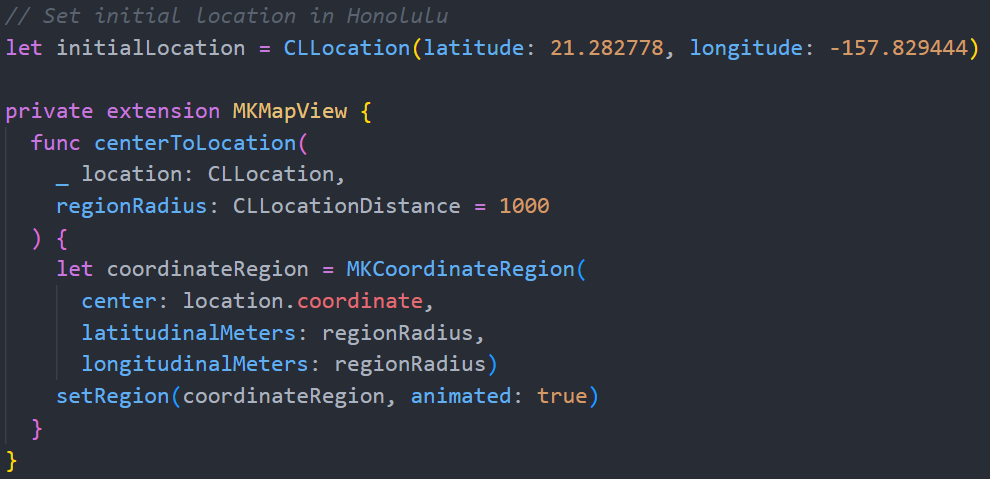 // Set initial location in Honolulu
let initialLocation = CLLocation(latitude: 21.282778, longitude: -157.829444)

private extension MKMapView {
  func centerToLocation(
    _ location: CLLocation,
    regionRadius: CLLocationDistance = 1000
  ) {
    let coordinateRegion = MKCoordinateRegion(
      center: location.coordinate,
      latitudinalMeters: regionRadius,
      longitudinalMeters: regionRadius)
    setRegion(coordinateRegion, animated: true)
  }
}